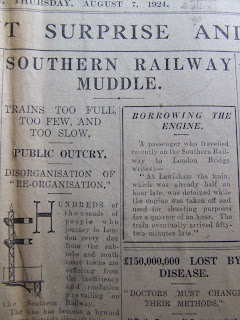 THURSDAY, AUGUST 7, 1924.
T SURPRISE AND
SOUTHERN RAILWAY
MUDDLE.
TRAINS TOO FULL,
TOO FEW, AND
TOO SLOW.
PUBLIC OUTCRY.
DISORGANISATION OF
"RE-ORGANISATION."
HUNDREDS of
thousands of
people who
journey to Lon-
don every day
from the sub-
urbs and south
coast towns are
suffering from
the inefficiency
and confusion
prevailing on
the Southern Railway.
The line has become a byword
BORROWING THE
ENGINE.
A passenger who travelled
recently on the Southern Rail-
way to London Bridge
writes:—
"At Lewisham the train,
which was already half an
hour late, was detained while
the engine was taken off and
used for shunting purposes
for a quarter of an hour. The
train eventually arrived fifty-
two minutes late."
£150,000,000 LOST BY
DISEASE.
"DOCTORS MUST CHANGE
THEIR METHODS."